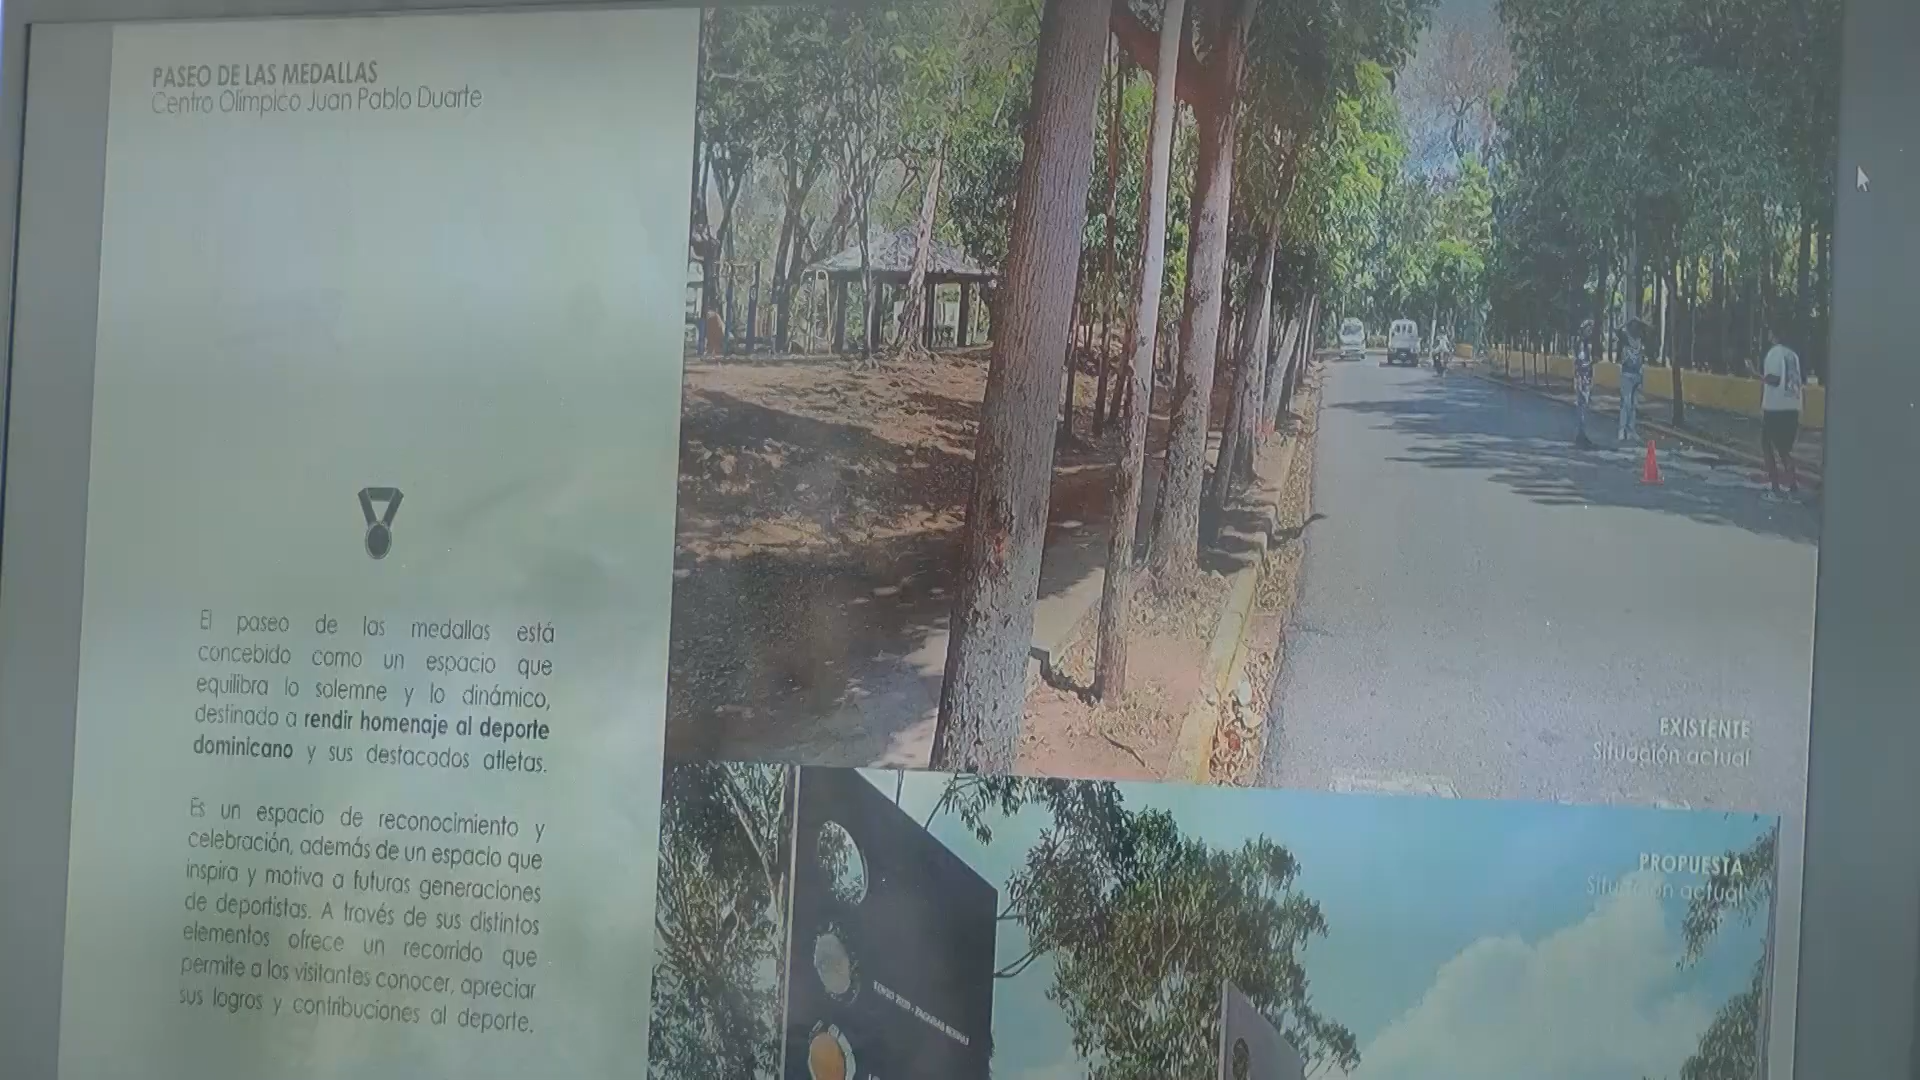 PASEO DE LAS MEDALLAS
Centro Olímpico Juan Pablo Duarte
El paseo de las medallas está
concebido como un espacio que
equilibra lo solemne y lo dinámico,
destinado a rendir homenaje al deporte
dominicano y sus destacados atletas.
Es un espacio de reconocimiento y
celebración, además de un espacio que
inspira y motiva a futuras generaciones
de deportistas. A través de sus distintos
elementos ofrece un recorrido que
permite a los visitantes conocer, apreciar
sus logros y contribuciones al deporte.
EXISTENTE
Situación actual
PROPUESTA
Situación actual